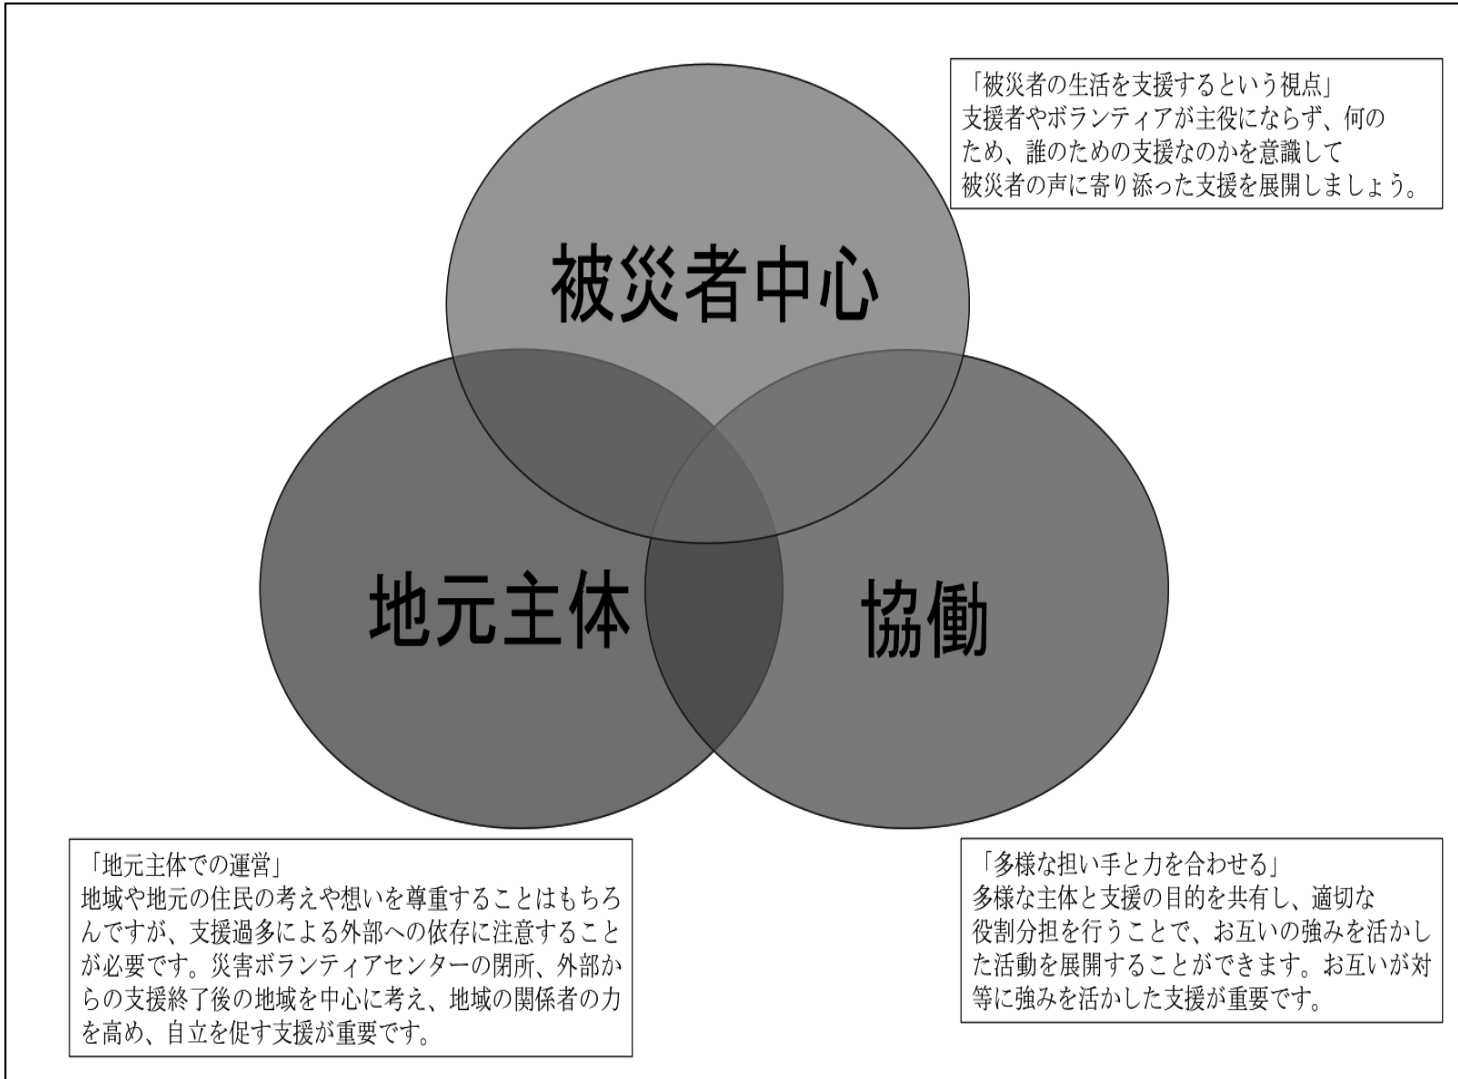 「被災者の生活を支援するという視点」
支援者やボランティアが主役にならず、何の
ため、誰のための支援なのかを意識して
被災者の声に寄り添った支援を展開しましょう。
被災者中心
地元主体
協働
「地元主体での運営」
地域や地元の住民の考えや想いを尊重することはもちろ
んですが、支援過多による外部への依存に注意すること
が必要です。災害ボランティアセンターの閉所、外部か
らの支援終了後の地域を中心に考え、地域の関係者の力
を高め、自立を促す支援が重要です。
「多様な担い手と力を合わせる」
多様な主体と支援の目的を共有し、適切な
役割分担を行うことで、お互いの強みを活かし
た活動を展開することができます。お互いが対
等に強みを活かした支援が重要です。